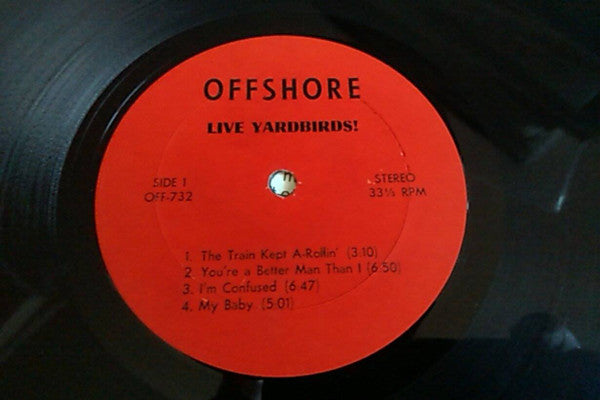 OFFSHORE
LIVE YARDBIRDS!
SIDE 1
OFF-732
STEREO
33⅓ RPM
1. The Train Kept A-Rollin' (3:10)
2. You're a Better Man Than I (6:50)
3. I'm Confused (6:47)
4. My Baby (5:01)